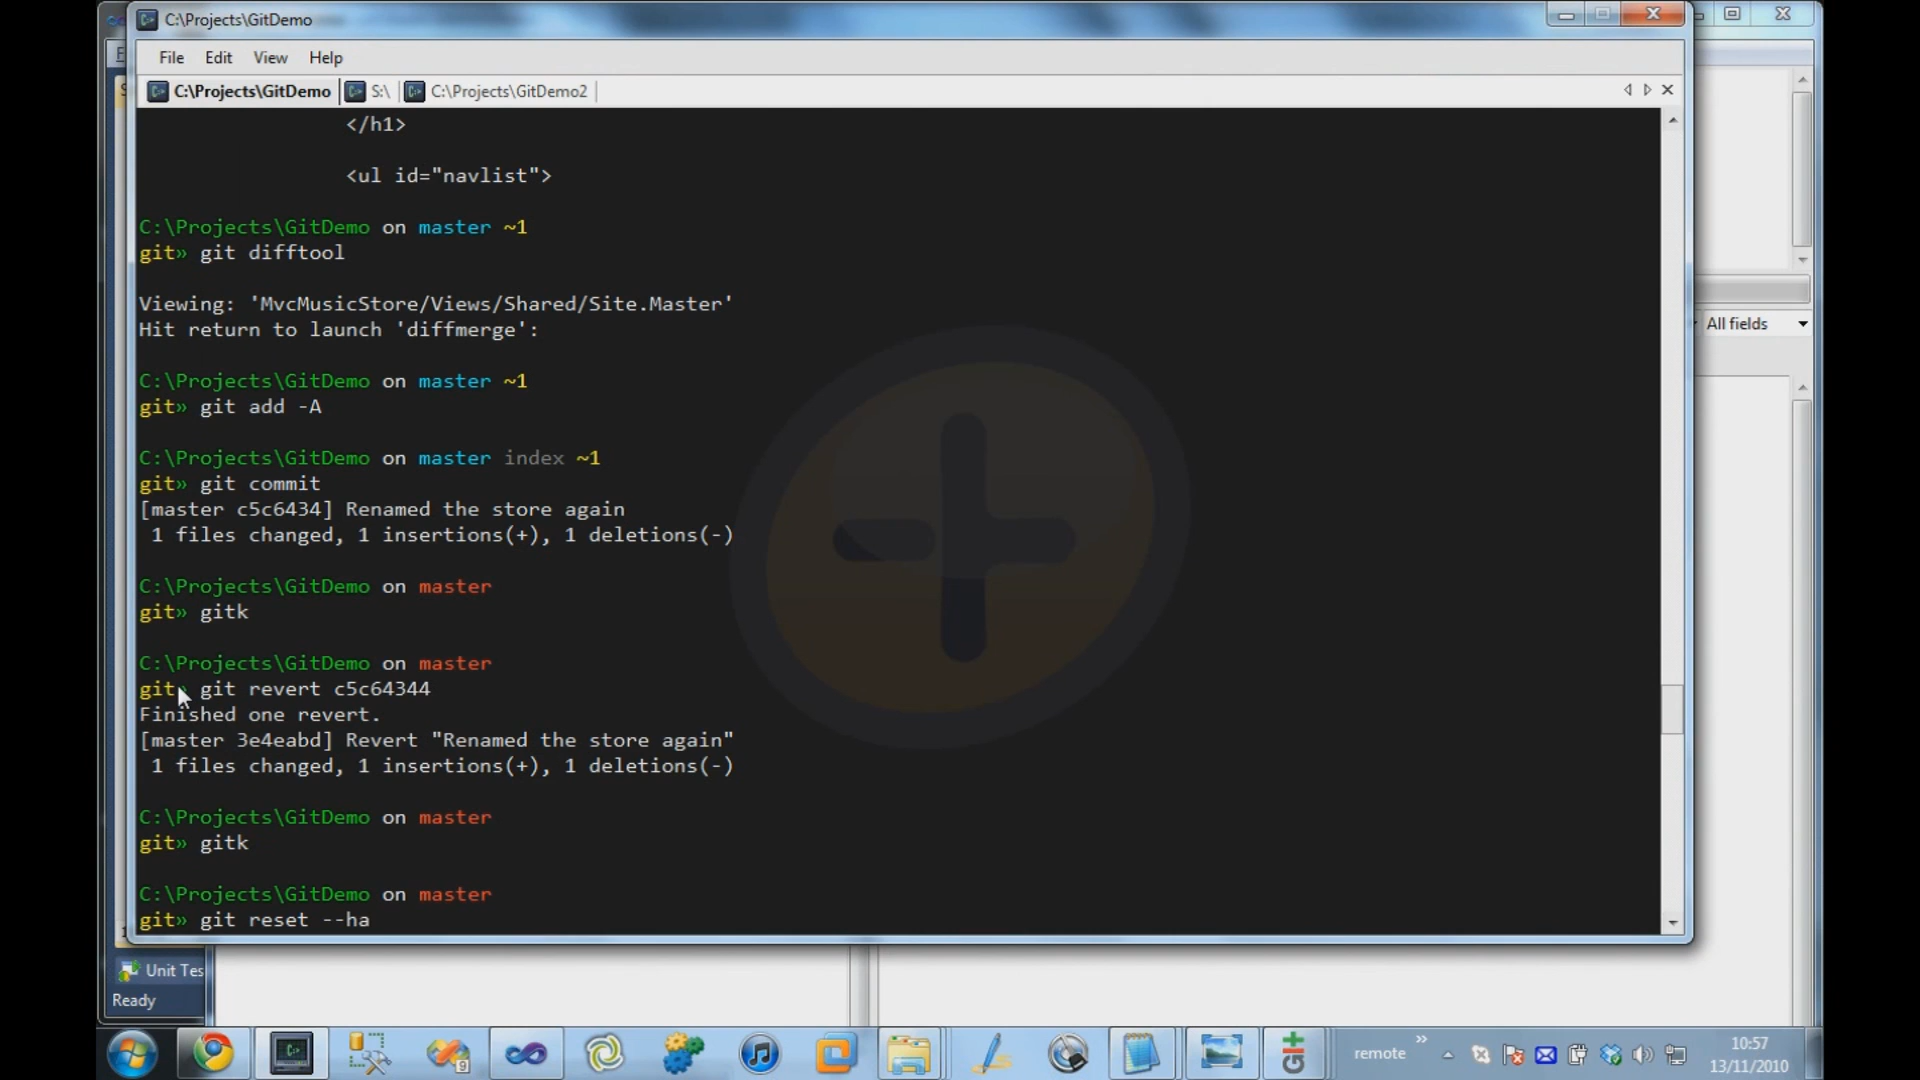 C:\Projects\GitDemo
File Edit View Help
C:\Projects\GitDemo S:\ C:\Projects\GitDemo2
</h1>
<ul id="navlist">
C:\Projects\GitDemo on master ~1
git» git difftool
Viewing: 'MvcMusicStore/Views/Shared/Site.Master'
Hit return to launch 'diffmerge':
C:\Projects\GitDemo on master ~1
git» git add -A
C:\Projects\GitDemo on master index ~1
git» git commit
[master c5c6434] Renamed the store again
1 files changed, 1 insertions(+), 1 deletions(-)
C:\Projects\GitDemo on master
git» gitk
C:\Projects\GitDemo on master
git» git revert c5c64344
Finished one revert.
[master 3e4eabd] Revert "Renamed the store again"
1 files changed, 1 insertions(+), 1 deletions(-)
C:\Projects\GitDemo on master
git» gitk
C:\Projects\GitDemo on master
git» git reset --ha
All fields
Unit Tes
Ready
git
remote
10:57
13/11/2010